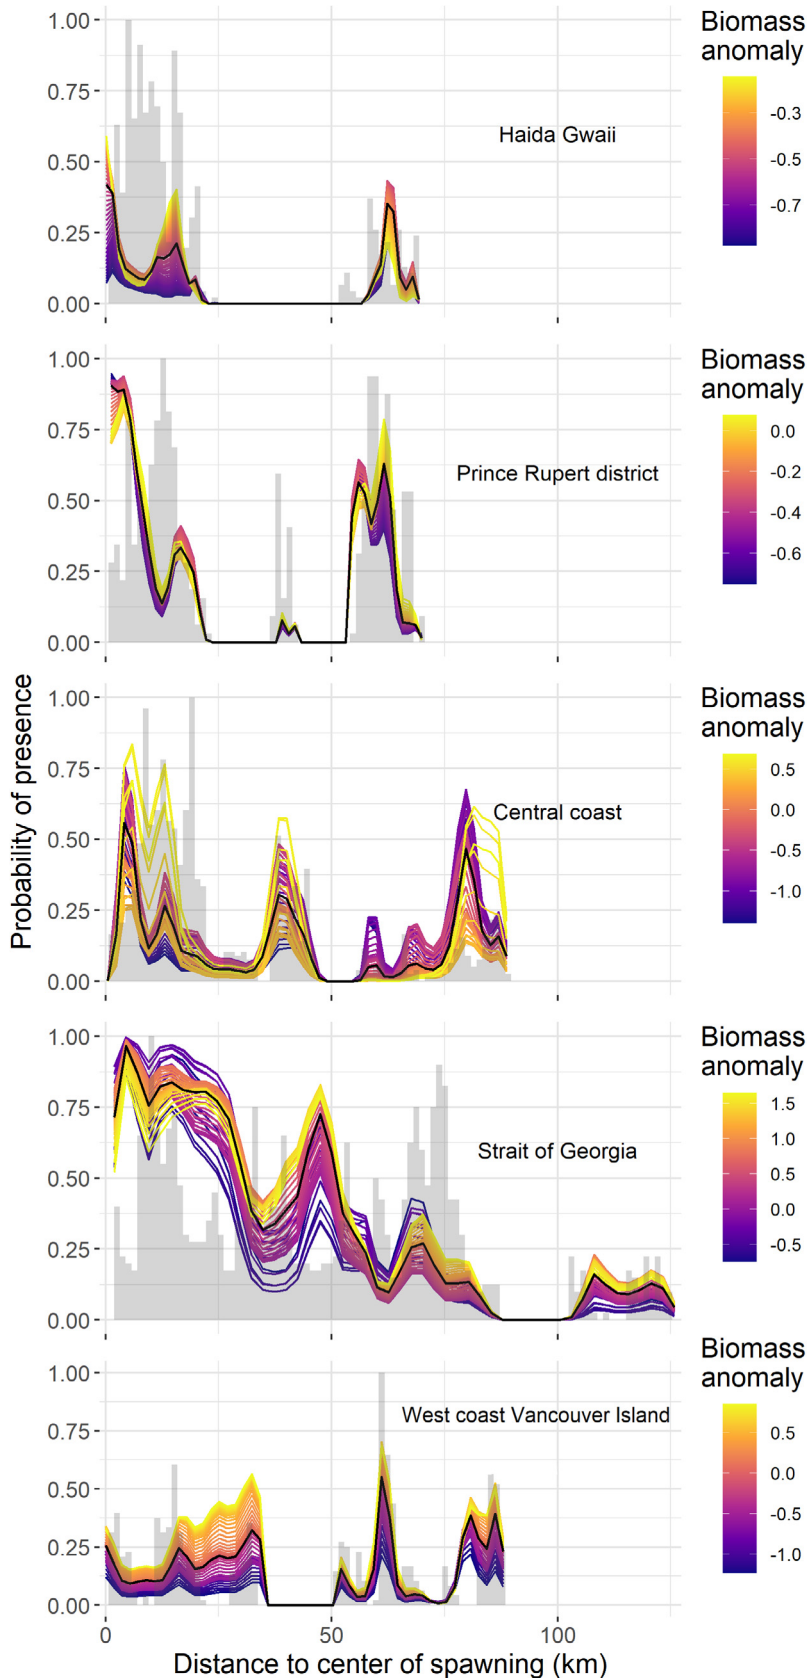 Biomass
anomaly
1.00
0.75
0.50
0.25
0.00
Haida Gwaii
-0.3
-0.5
-0.7
Biomass
anomaly
1.00
0.75
0.50
0.25
0.00
Prince Rupert district
0.0
-0.2
-0.4
-0.6
Probability of presence
Biomass
anomaly
1.00
0.75
0.50
0.25
0.00
Central coast
0.5
0.0
-0.5
-1.0
Biomass
anomaly
1.00
0.75
0.50
0.25
0.00
Strait of Georgia
1.5
1.0
0.5
0.0
-0.5
Biomass
anomaly
1.00
0.75
0.50
0.25
0.00
West coast Vancouver Island
0.5
0.0
-0.5
-1.0
0 50 100
Distance to center of spawning (km)